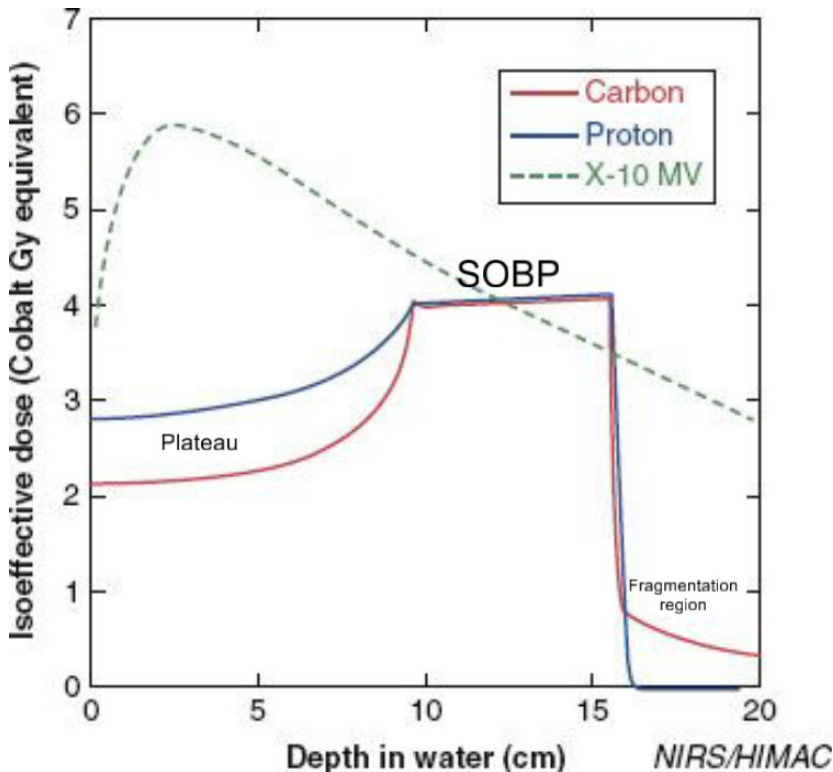 Isoeffective dose (Cobalt Gy equivalent)
7
6
5
4
3
2
1
0
Carbon
Proton
X-10 MV
SOBP
Plateau
Fragmentation
region
0
5
10
15
20
Depth in water (cm)
NIRS/HIMAC